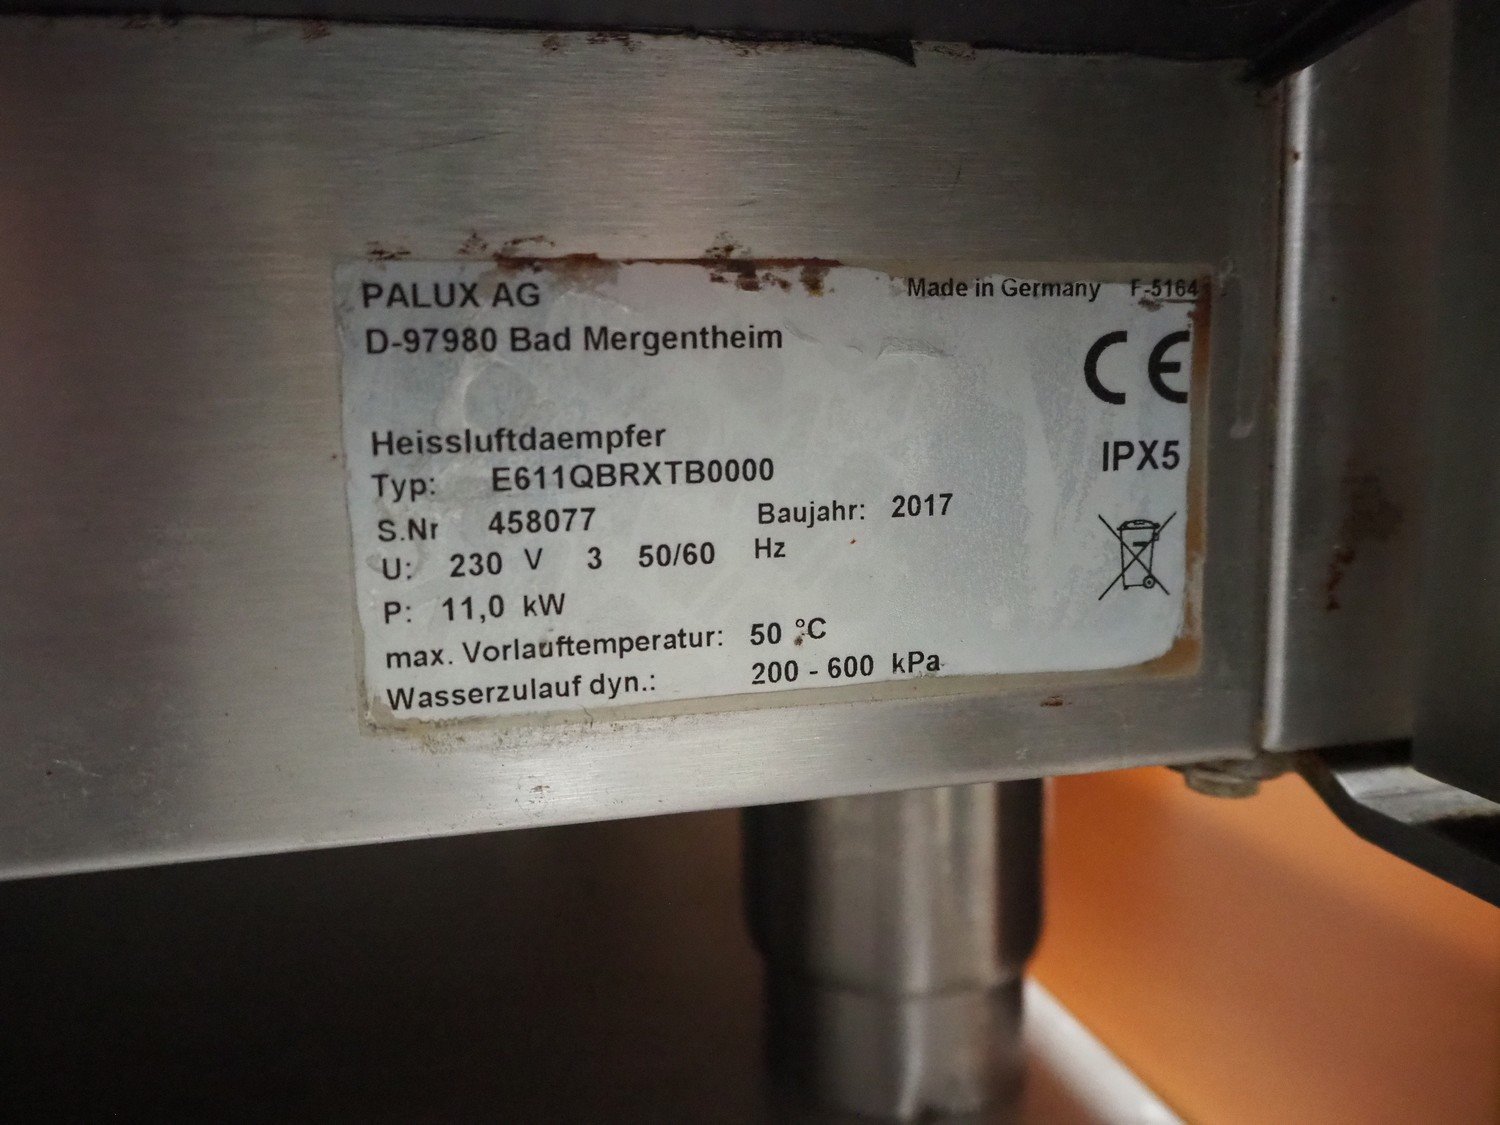 PALUX AG
Made in Germany F-5164
D-97980 Bad Mergentheim
CE
IPX5
Heissluftdaempfer
Typ: E611QBRXTB0000
S.Nr 458077 Baujahr: 2017
U: 230 V 3 50/60 Hz
P: 11,0 kW
max. Vorlauftemperatur: 50 °C
Wasserzulauf dyn.: 200 - 600 kPa